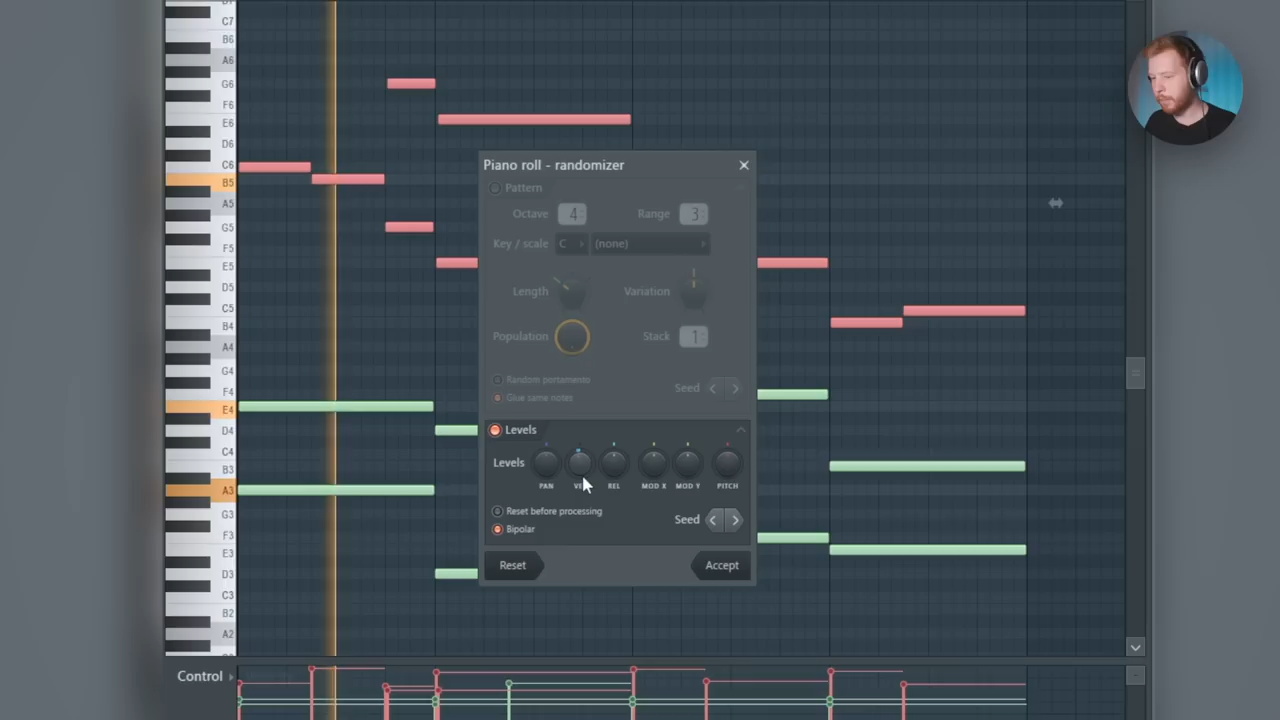 C7
B6
A6
G6
F6
E6
D6
C6
B5
A5
G5
F5
E5
D5
C5
B4
A4
G4
F4
E4
D4
C4
B3
A3
G3
F3
E3
D3
C3
B2
A2
Piano roll - randomizer
Pattern
Octave 4 Range 3
Key / scale C (none)
Length Variation
Population Stack 1
Random portamento
Glue same notes
Seed
Levels
Levels
PAN REL MOD X MOD Y PITCH
Reset before processing
Bipolar
Seed
Reset Accept
Control